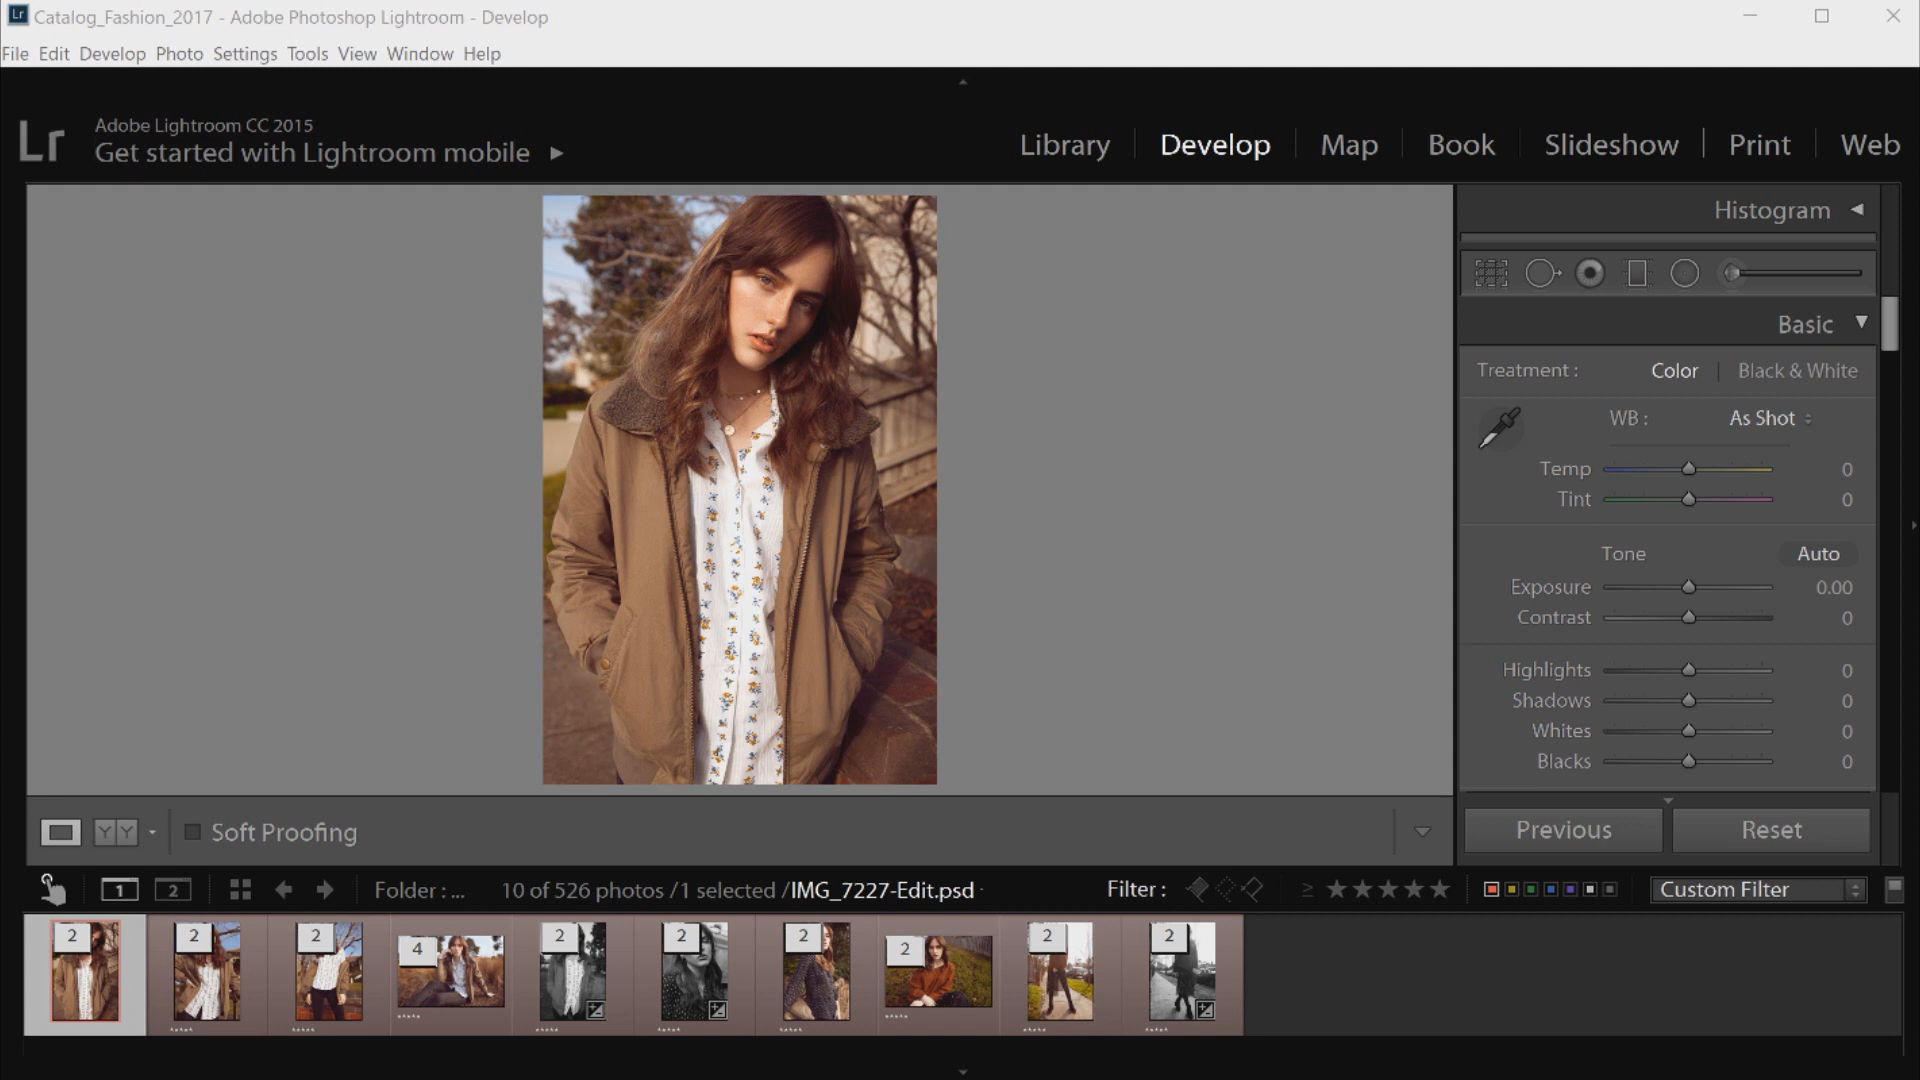 Lr Catalog_Fashion_2017 - Adobe Photoshop Lightroom - Develop
File Edit Develop Photo Settings Tools View Window Help
Lr
Adobe Lightroom CC 2015
Get started with Lightroom mobile
Library Develop Map Book Slideshow Print Web
Histogram
Basic
Treatment : Color Black & White
WB : As Shot
Temp 0
Tint 0
Tone Auto
Exposure 0.00
Contrast 0
Highlights 0
Shadows 0
Whites 0
Blacks 0
Previous Reset
YY Soft Proofing
1 2 Folder : ... 10 of 526 photos /1 selected /IMG_7227-Edit.psd Filter : ≥ ★★★★★ Custom Filter
2 2 2 4 2 2 2 2 2 2